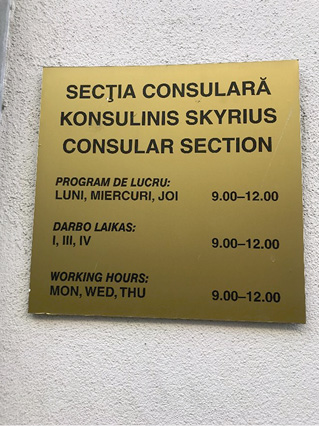 SECŢIA CONSULARĂ
KONSULINIS SKYRIUS
CONSULAR SECTION
PROGRAM DE LUCRU:
LUNI, MIERCURI, JOI 9.00–12.00
DARBO LAIKAS:
I, III, IV 9.00–12.00
WORKING HOURS:
MON, WED, THU 9.00–12.00